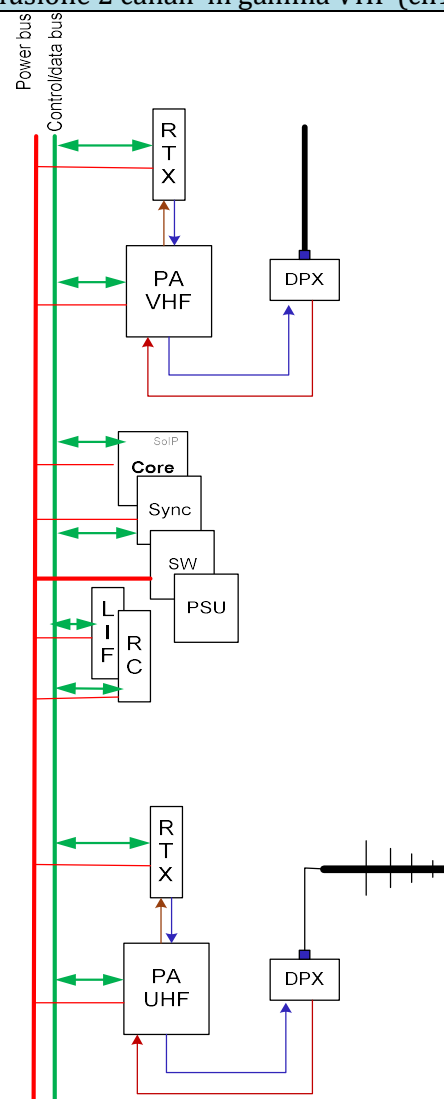 Power bus
Control/data bus
R
T
X
PA
VHF
DPX
SoIP
Core
Sync
SW
PSU
L
I
F
R
C
R
T
X
PA
UHF
DPX